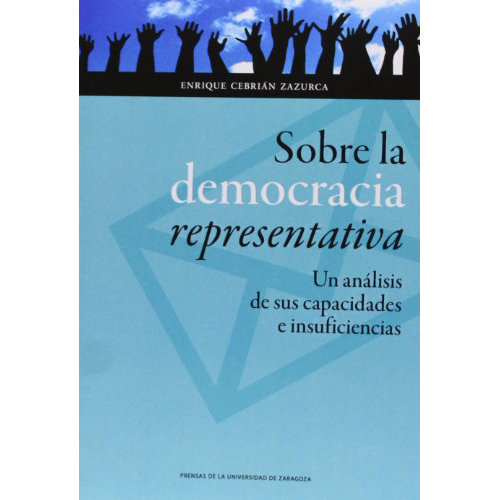 ENRIQUE CEBRIÁN ZAZURCA
Sobre la
democracia
representativa
Un análisis
de sus capacidades
e insuficiencias
PRENSAS DE LA UNIVERSIDAD DE ZARAGOZA